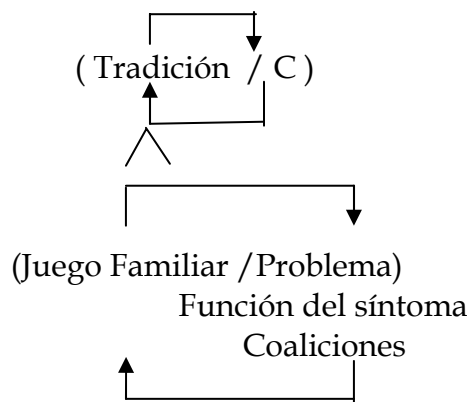 ( Tradición / C )
(Juego Familiar /Problema)
Función del síntoma
Coaliciones